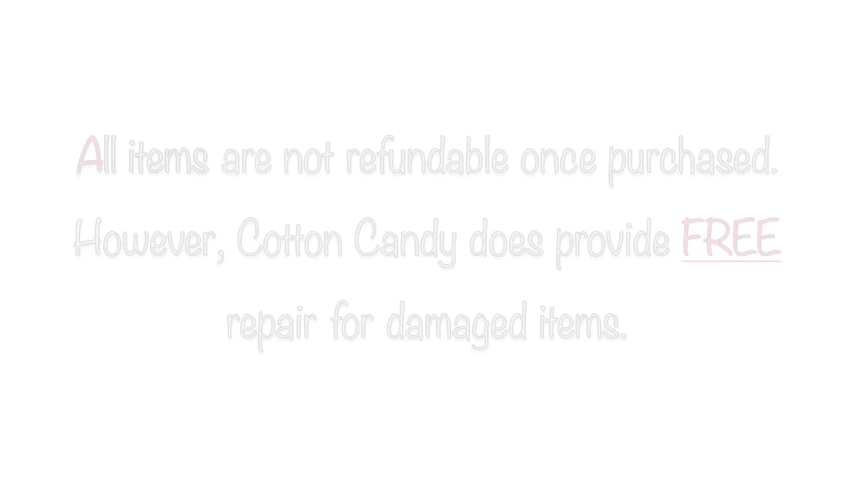 All items are not refundable once purchased.
However, Cotton Candy does provide FREE
repair for damaged items.